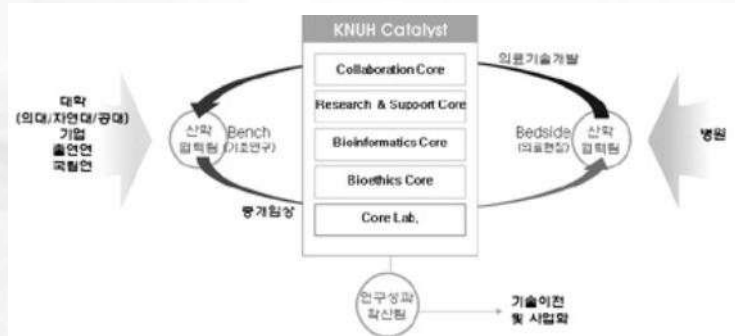 KNUH Catalyst
Collaboration Core
Research & Support Core
Bioinformatics Core
Bioethics Core
Core Lab.
의료기술개발
대학
(의대/자연대/공대)
기업
출연연
국립연
산학
협력팀
Bench
(기초연구)
중개임상
Bedside
(의료현장)
산학
협력팀
병원
연구성과
확산팀
기술이전
및 사업화